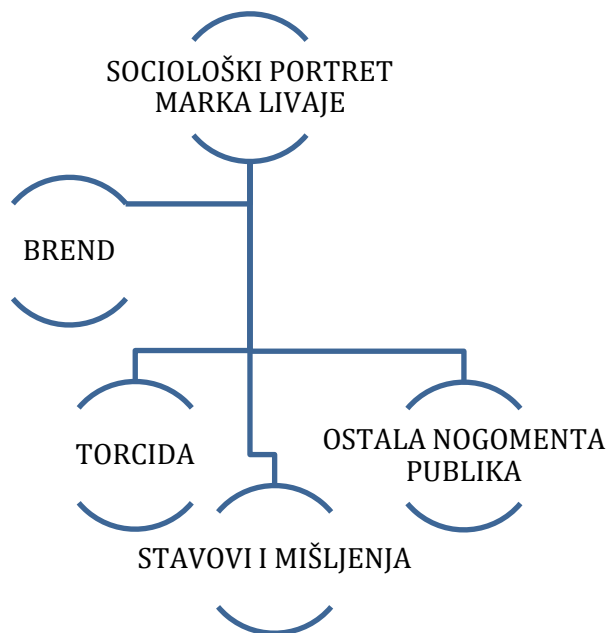 SOCIOLOŠKI PORTRET
MARKA LIVAJE
BREND
TORCIDA
OSTALA NOGOMENTA
PUBLIKA
STAVOVI I MIŠLJENJA